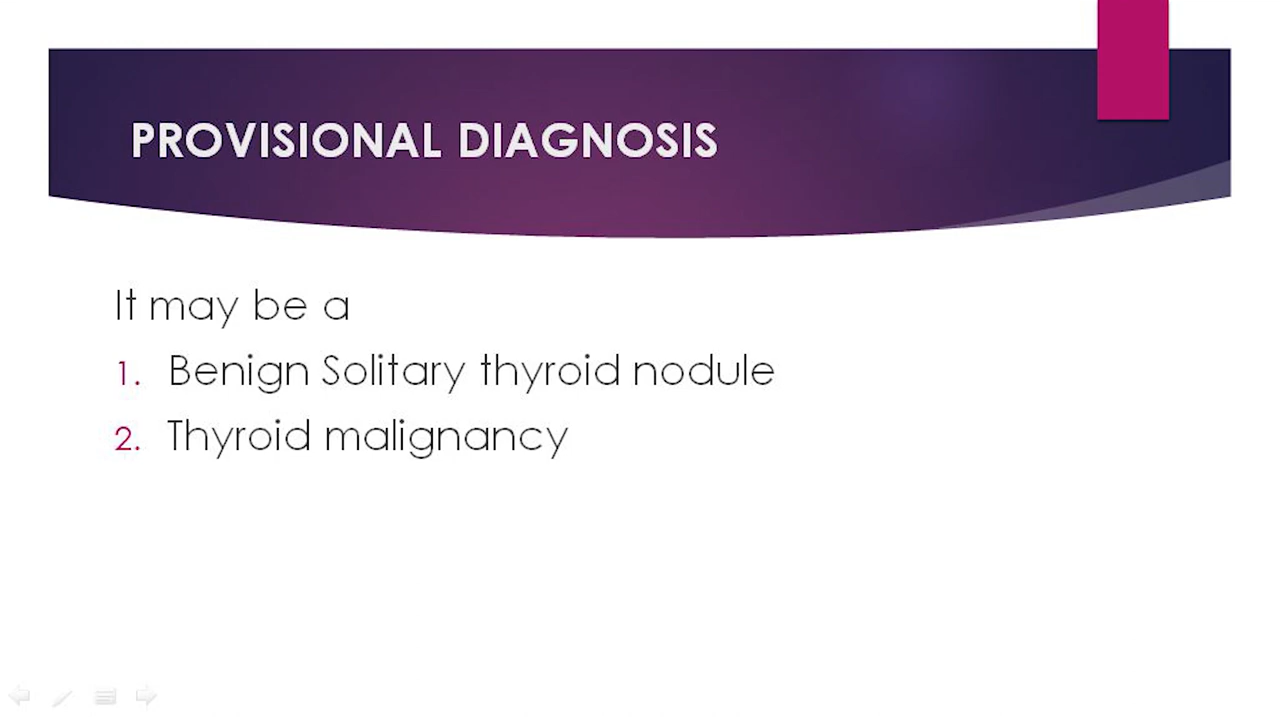 PROVISIONAL DIAGNOSIS
It may be a
1. Benign Solitary thyroid nodule
2. Thyroid malignancy